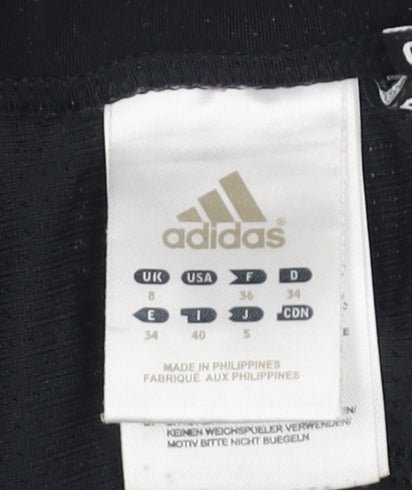 adidas®
UK USA F D
8 36 34
E I J CDN
34 40 S
MADE IN PHILIPPINES
FABRIQUÉ AUX PHILIPPINES
KEINEN WEICHSPUELER VERWENDEN/
MOTIV BITTE NICHT BUEGELN